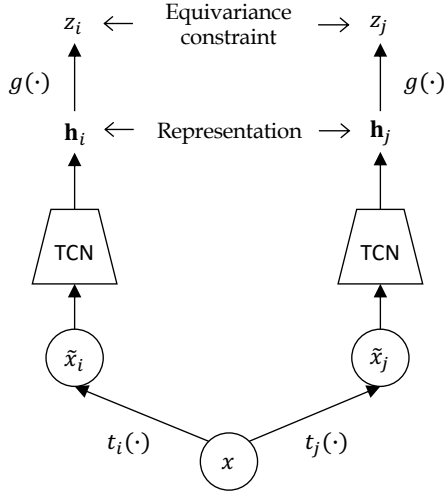 z_i Equivariance constraint z_j
g(·) g(·)
h_i Representation h_j
TCN TCN
x̃_i x̃_j
t_i(·) t_j(·)
x